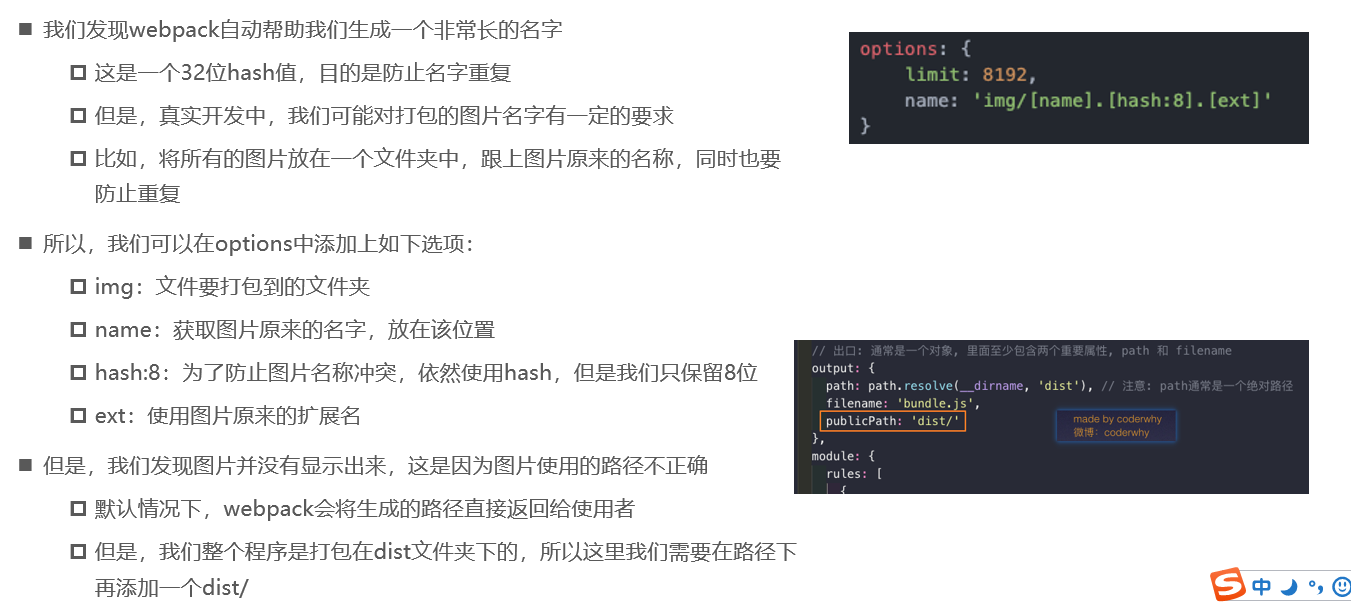 我们发现webpack自动帮助我们生成一个非常长的名字
这是一个32位hash值，目的是防止名字重复
但是，真实开发中，我们可能对打包的图片名字有一定的要求
比如，将所有的图片放在一个文件夹中，跟上图片原来的名称，同时也要
防止重复
所以，我们可以在options中添加上如下选项：
img：文件要打包到的文件夹
name：获取图片原来的名字，放在该位置
hash:8：为了防止图片名称冲突，依然使用hash，但是我们只保留8位
ext：使用图片原来的扩展名
但是，我们发现图片并没有显示出来，这是因为图片使用的路径不正确
默认情况下，webpack会将生成的路径直接返回给使用者
但是，我们整个程序是打包在dist文件夹下的，所以这里我们需要在路径下
再添加一个dist/
options: {
limit: 8192,
name: 'img/[name].[hash:8].[ext]'
}
// 出口: 通常是一个对象, 里面至少包含两个重要属性, path 和 filename
output: {
path: path.resolve(__dirname, 'dist'), // 注意: path通常是一个绝对路径
filename: 'bundle.js',
publicPath: 'dist/'
},
module: {
rules: [
{
made by coderwhy
微博：coderwhy
S中